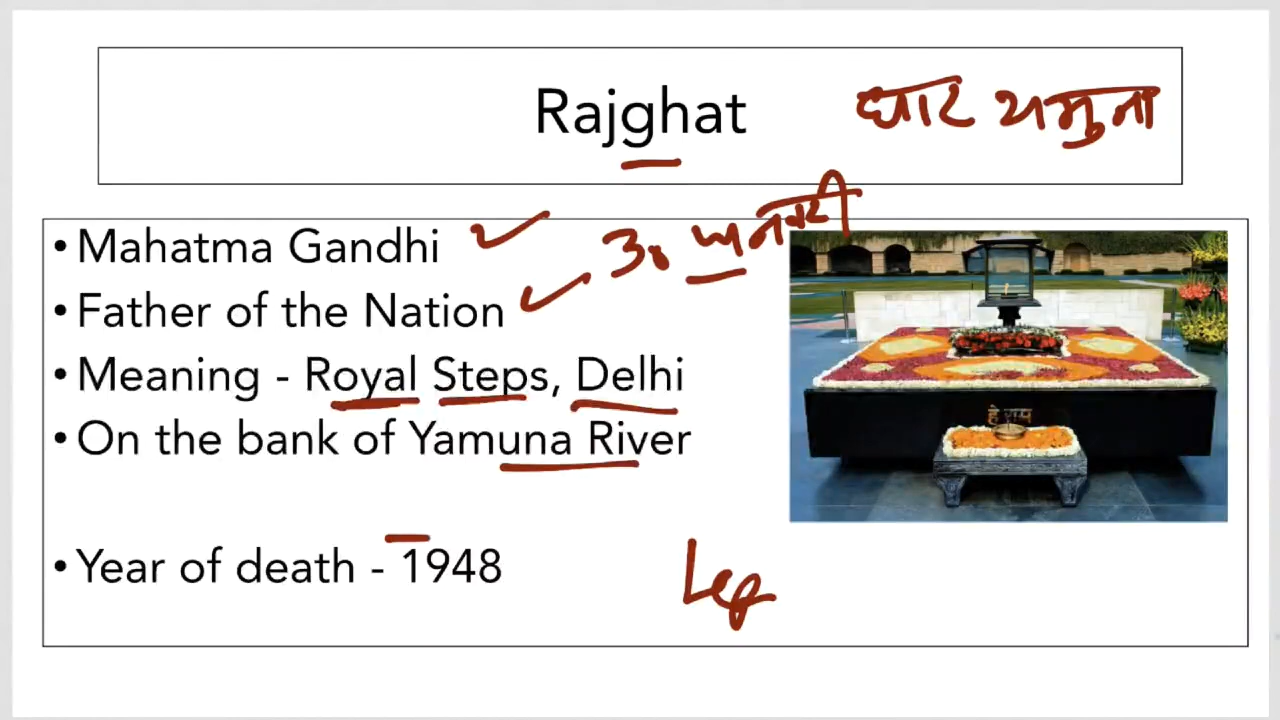 Rajghat
घाट यमुना
• Mahatma Gandhi
30 जनवरी
• Father of the Nation
• Meaning - Royal Steps, Delhi
• On the bank of Yamuna River
हे राम
• Year of death - 1948
Lep